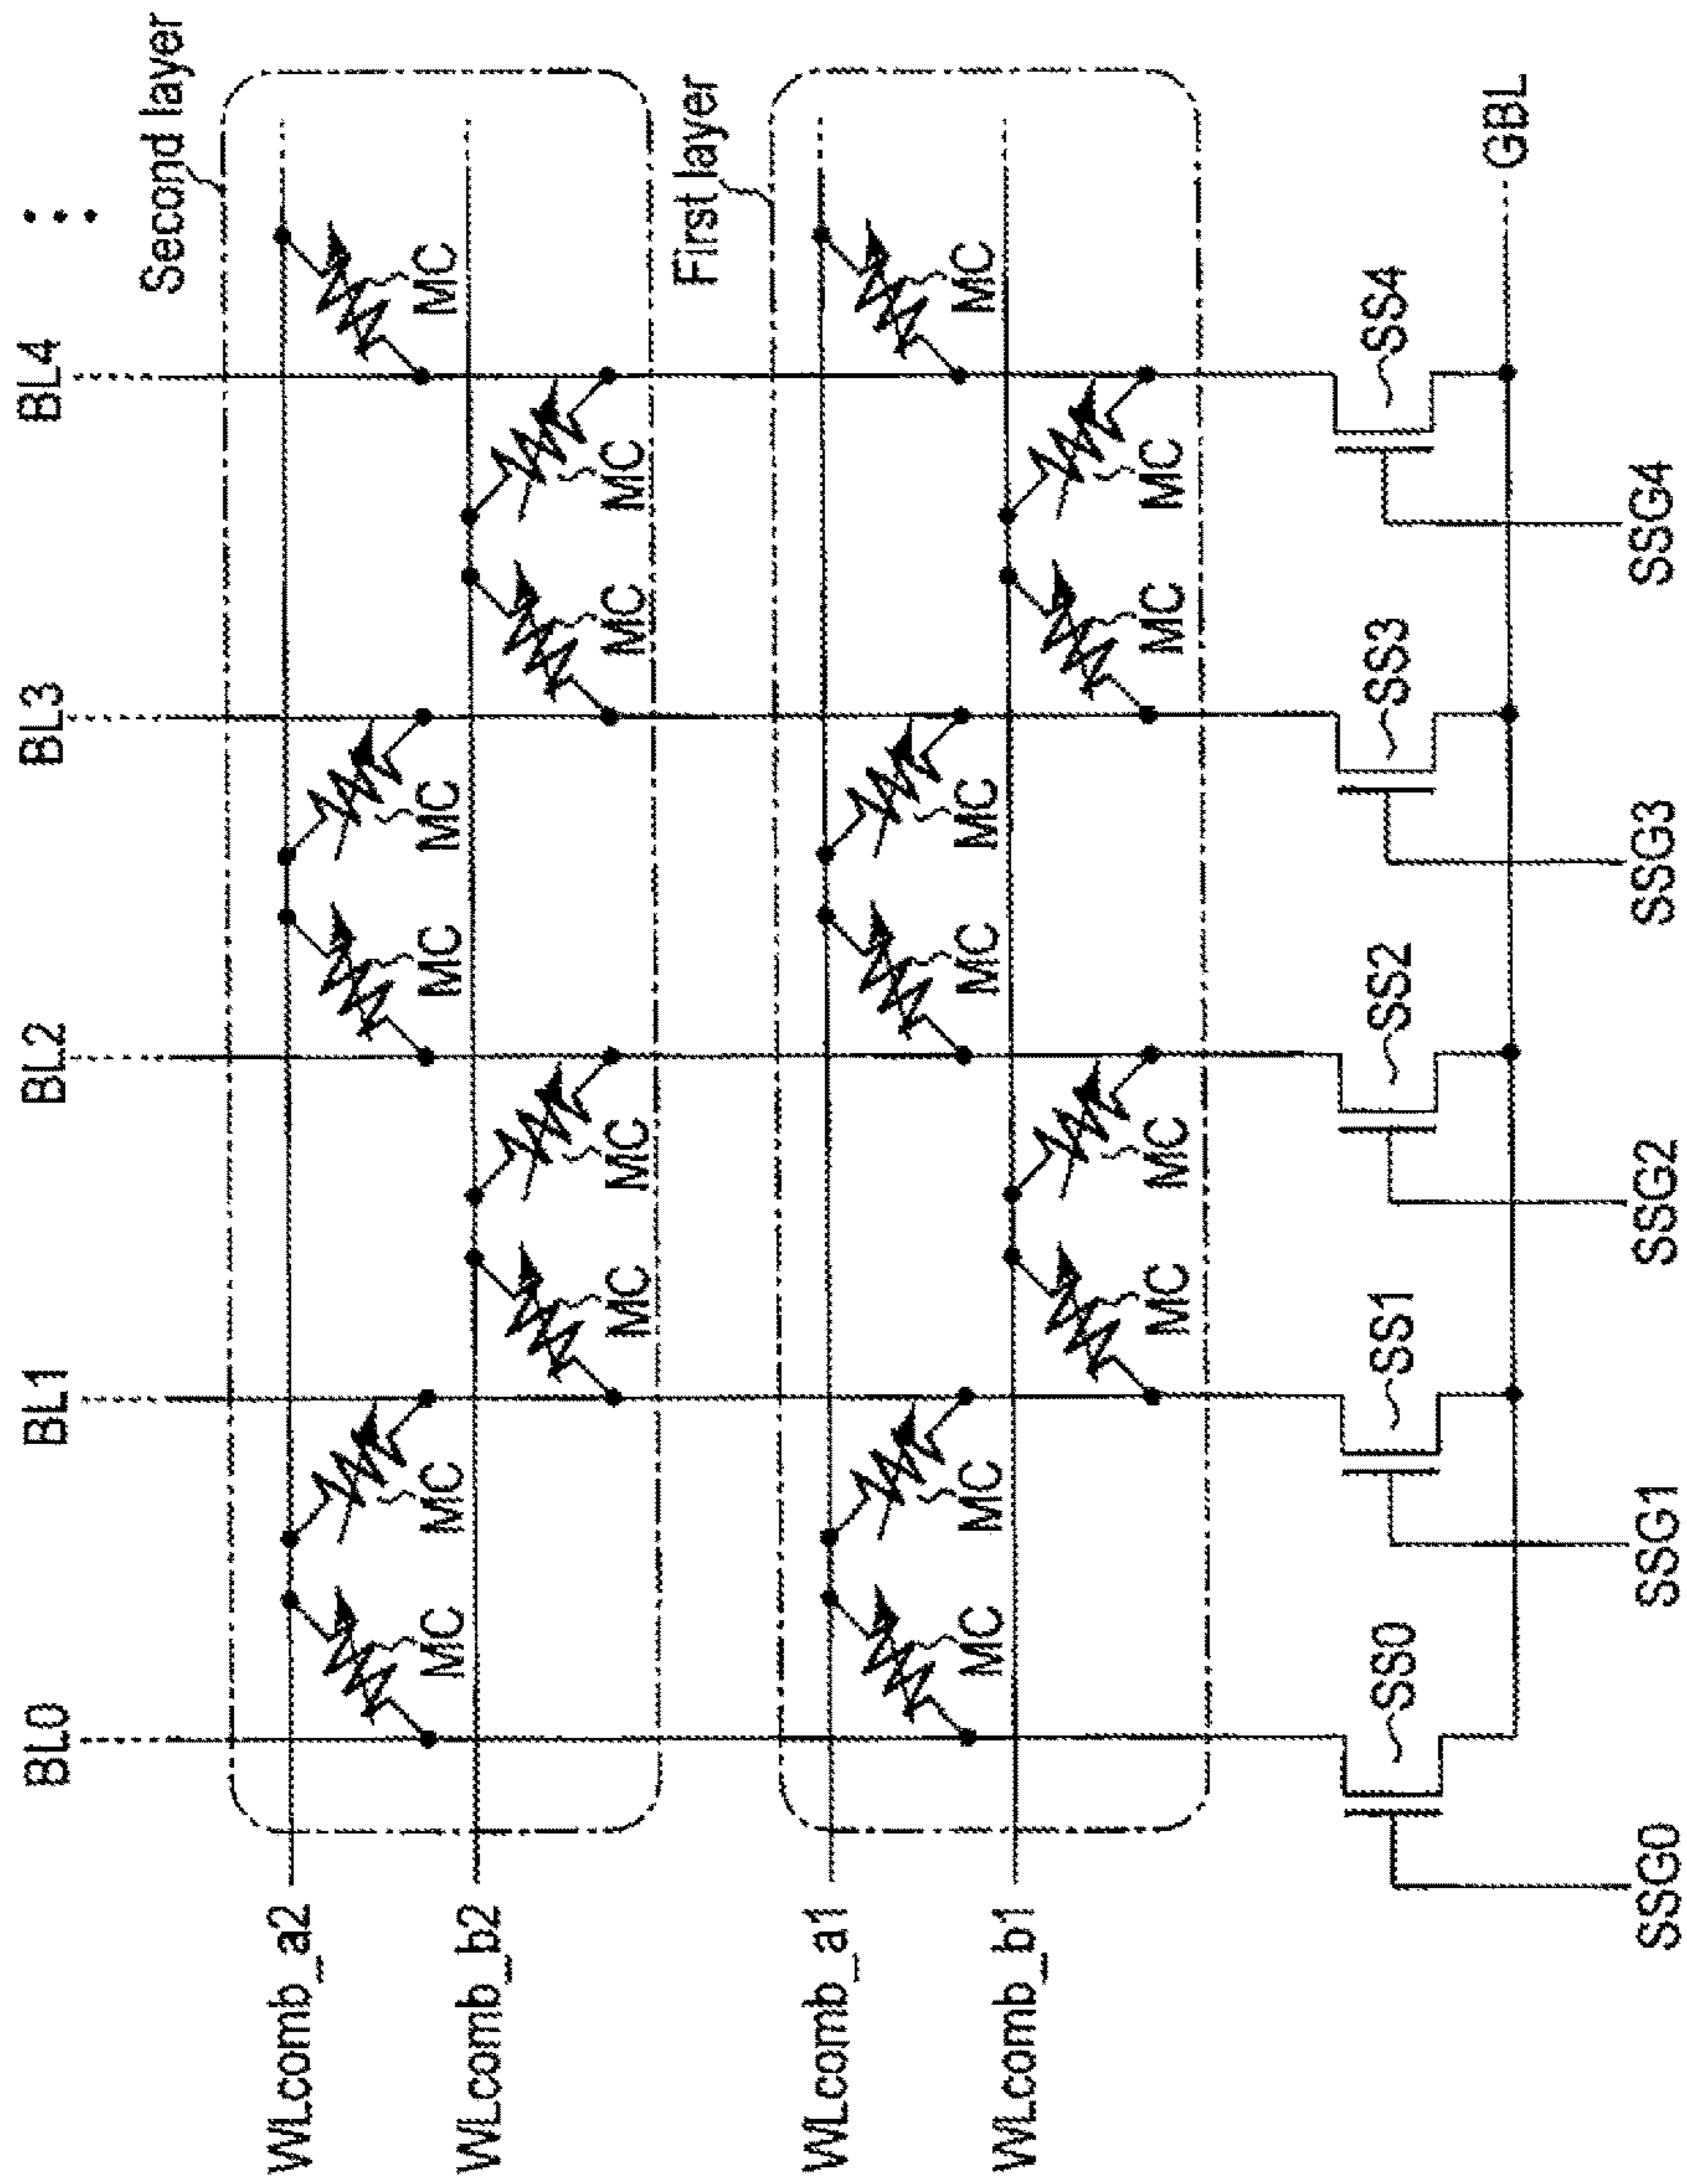 BL0
BL1
BL2
BL3
BL4
Second layer
WLcomb_a2
MC
MC
MC
MC
MC
WLcomb_b2
MC
MC
MC
MC
First layer
WLcomb_a1
MC
MC
MC
MC
MC
WLcomb_b1
MC
MC
MC
MC
SS0
SS1
SS2
SS3
SS4
GBL
SSG0
SSG1
SSG2
SSG3
SSG4